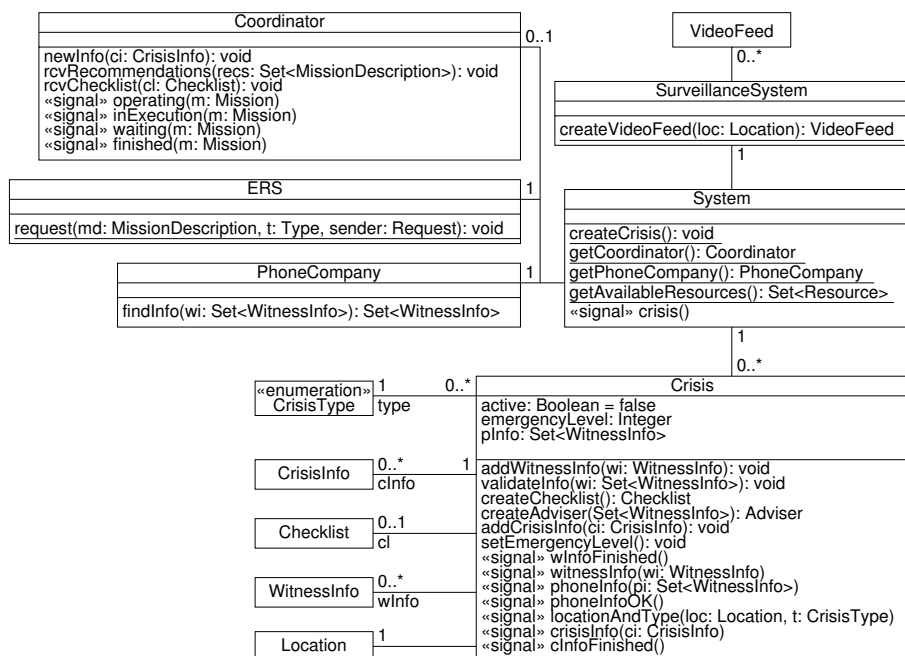 Coordinator
0..1
newInfo(ci: CrisisInfo): void
rcvRecommendations(recs: Set<MissionDescription>): void
rcvChecklist(cl: Checklist): void
«signal» operating(m: Mission)
«signal» inExecution(m: Mission)
«signal» waiting(m: Mission)
«signal» finished(m: Mission)
VideoFeed
0..*
SurveillanceSystem
createVideoFeed(loc: Location): VideoFeed
1
ERS
1
request(md: MissionDescription, t: Type, sender: Request): void
System
createCrisis(): void
getCoordinator(): Coordinator
getPhoneCompany(): PhoneCompany
getAvailableResources(): Set<Resource>
«signal» crisis()
PhoneCompany
1
findInfo(wi: Set<WitnessInfo>): Set<WitnessInfo>
1
0..*
«enumeration»
CrisisType
1
0..*
type
Crisis
active: Boolean = false
emergencyLevel: Integer
pInfo: Set<WitnessInfo>
CrisisInfo
0..*
1
cInfo
addWitnessInfo(wi: WitnessInfo): void
validateInfo(wi: Set<WitnessInfo>): void
createChecklist(): Checklist
createAdviser(Set<WitnessInfo>): Adviser
addCrisisInfo(ci: CrisisInfo): void
setEmergencyLevel(): void
«signal» wInfoFinished()
«signal» witnessInfo(wi: WitnessInfo)
«signal» phoneInfo(pi: Set<WitnessInfo>)
«signal» phoneInfoOK()
«signal» locationAndType(loc: Location, t: CrisisType)
«signal» crisisInfo(ci: CrisisInfo)
«signal» cInfoFinished()
Checklist
0..1
cl
WitnessInfo
0..*
wInfo
Location
1